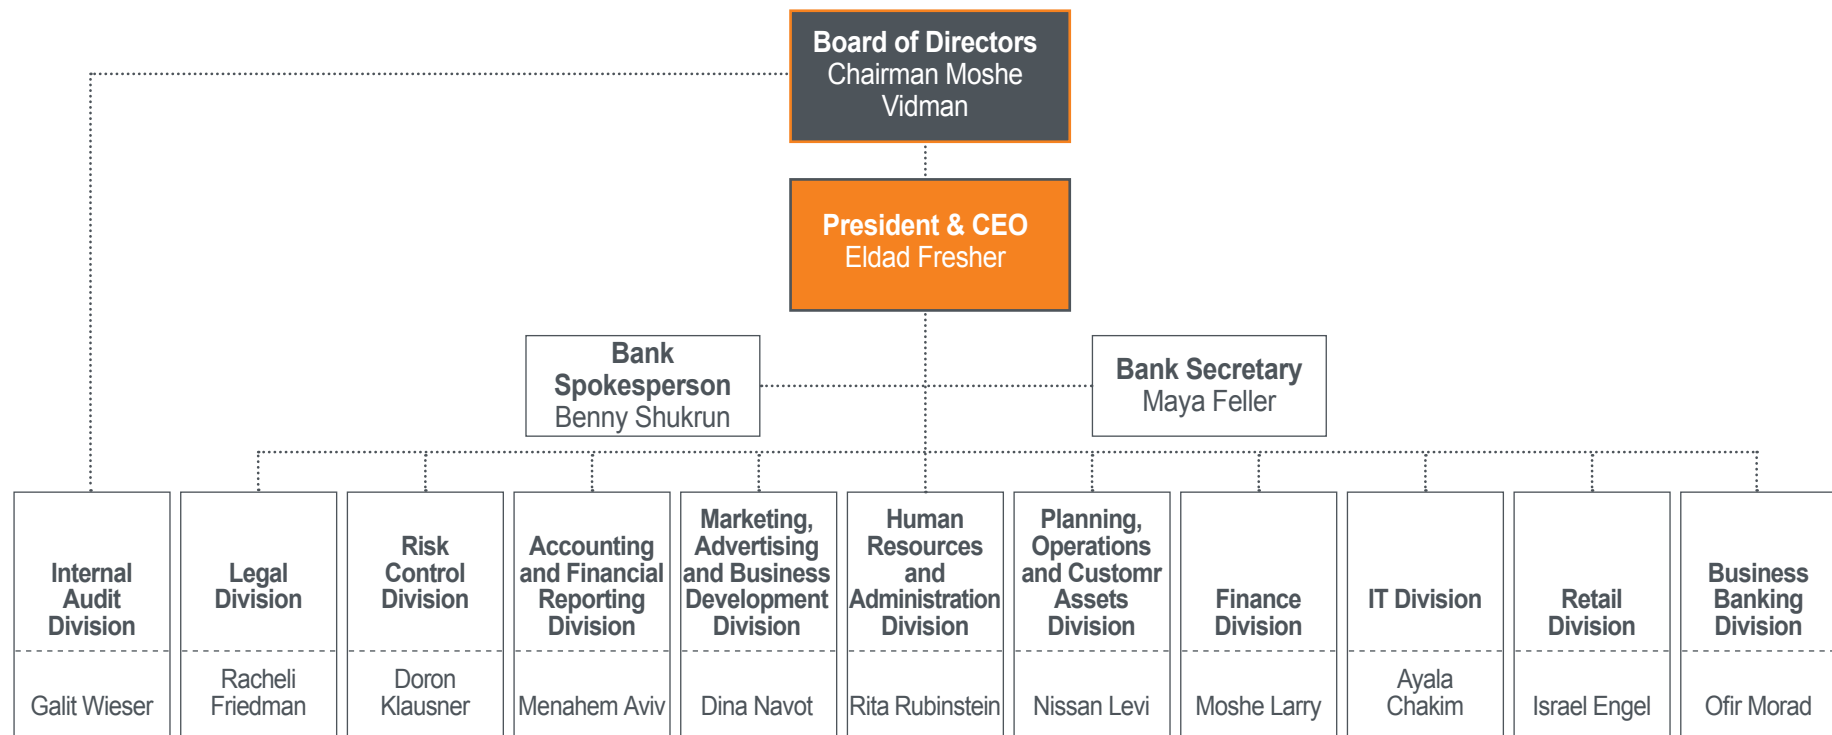 Board of Directors
Chairman Moshe
Vidman
President & CEO
Eldad Fresher
Bank
Spokesperson
Benny Shukrun
Bank Secretary
Maya Feller
Internal
Audit
Division
Galit Wieser
Legal
Division
Racheli
Friedman
Risk
Control
Division
Doron
Klausner
Accounting
and Financial
Reporting
Division
Menahem Aviv
Marketing,
Advertising
and Business
Development
Division
Dina Navot
Human
Resources
and
Administration
Division
Rita Rubinstein
Planning,
Operations
and Customr
Assets
Division
Nissan Levi
Finance
Division
Moshe Larry
IT Division
Ayala
Chakim
Retail
Division
Israel Engel
Business
Banking
Division
Ofir Morad